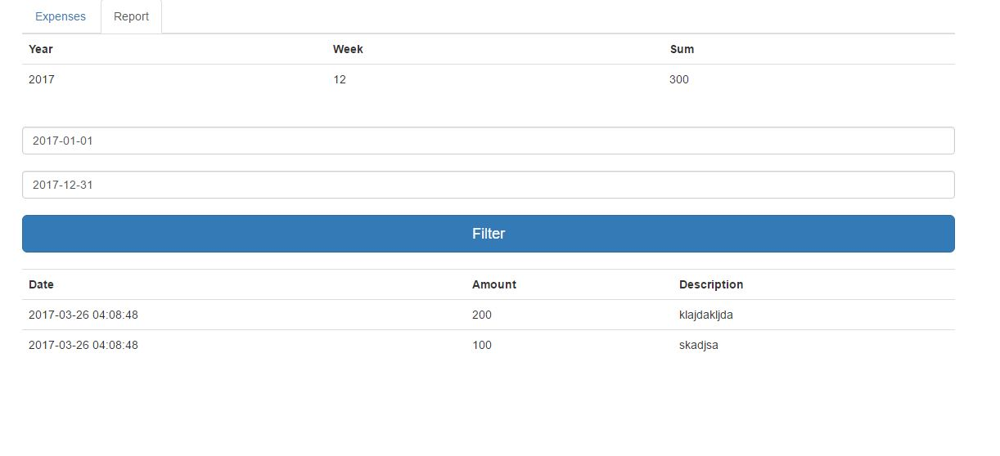 Expenses Report
Year Week Sum
2017 12 300
2017-01-01
2017-12-31
Filter
Date Amount Description
2017-03-26 04:08:48 200 klajdakljda
2017-03-26 04:08:48 100 skadjsa